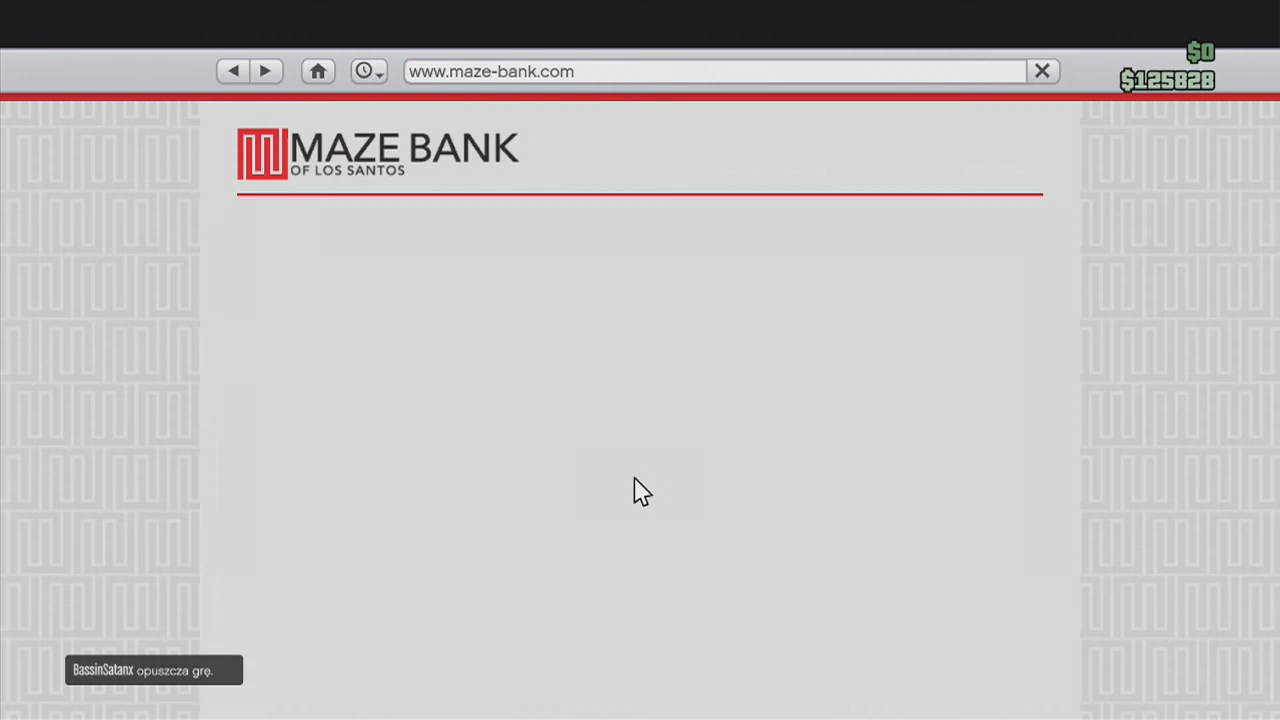 $0
www.maze-bank.com
$125828
MAZE BANK
OF LOS SANTOS
BassinSatanx opuszcza grę.